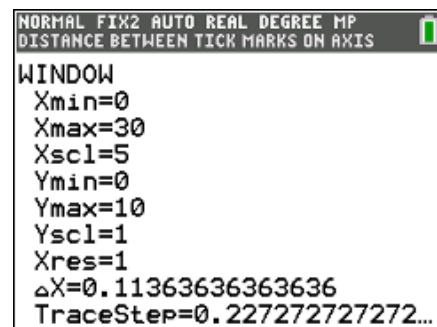 NORMAL FIX2 AUTO REAL DEGREE MP
DISTANCE BETWEEN TICK MARKS ON AXIS
WINDOW
Xmin=0
Xmax=30
Xscl=5
Ymin=0
Ymax=10
Yscl=1
Xres=1
△X=0.11363636363636
TraceStep=0.227272727272…